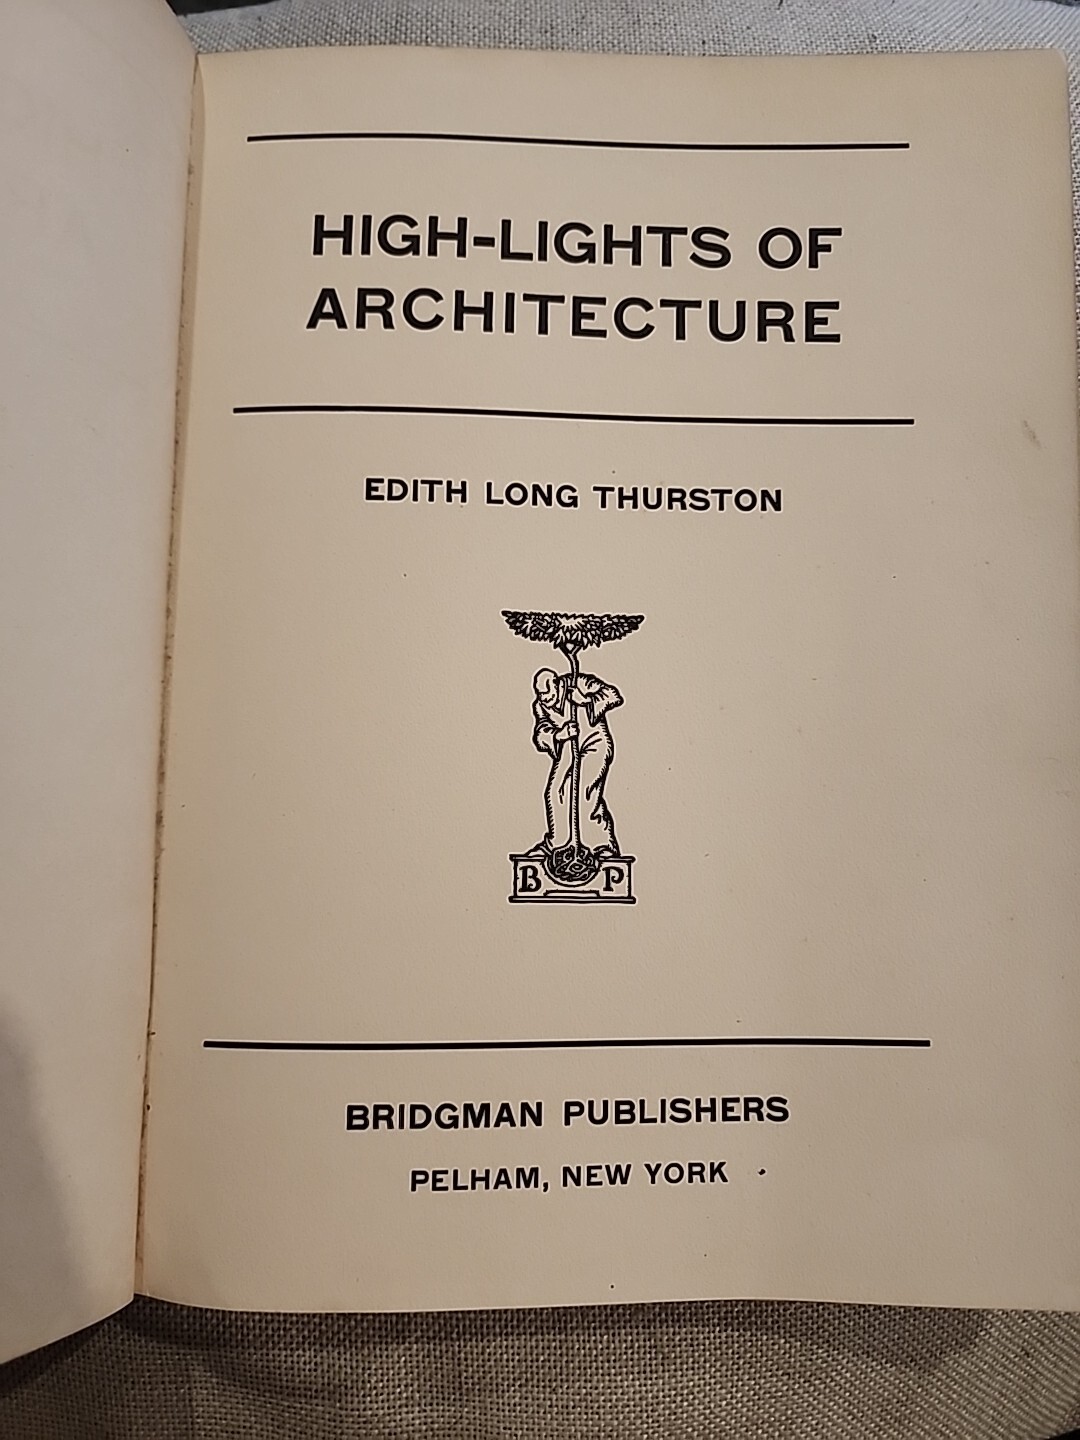 HIGH-LIGHTS OF
ARCHITECTURE
EDITH LONG THURSTON
B P
BRIDGMAN PUBLISHERS
PELHAM, NEW YORK